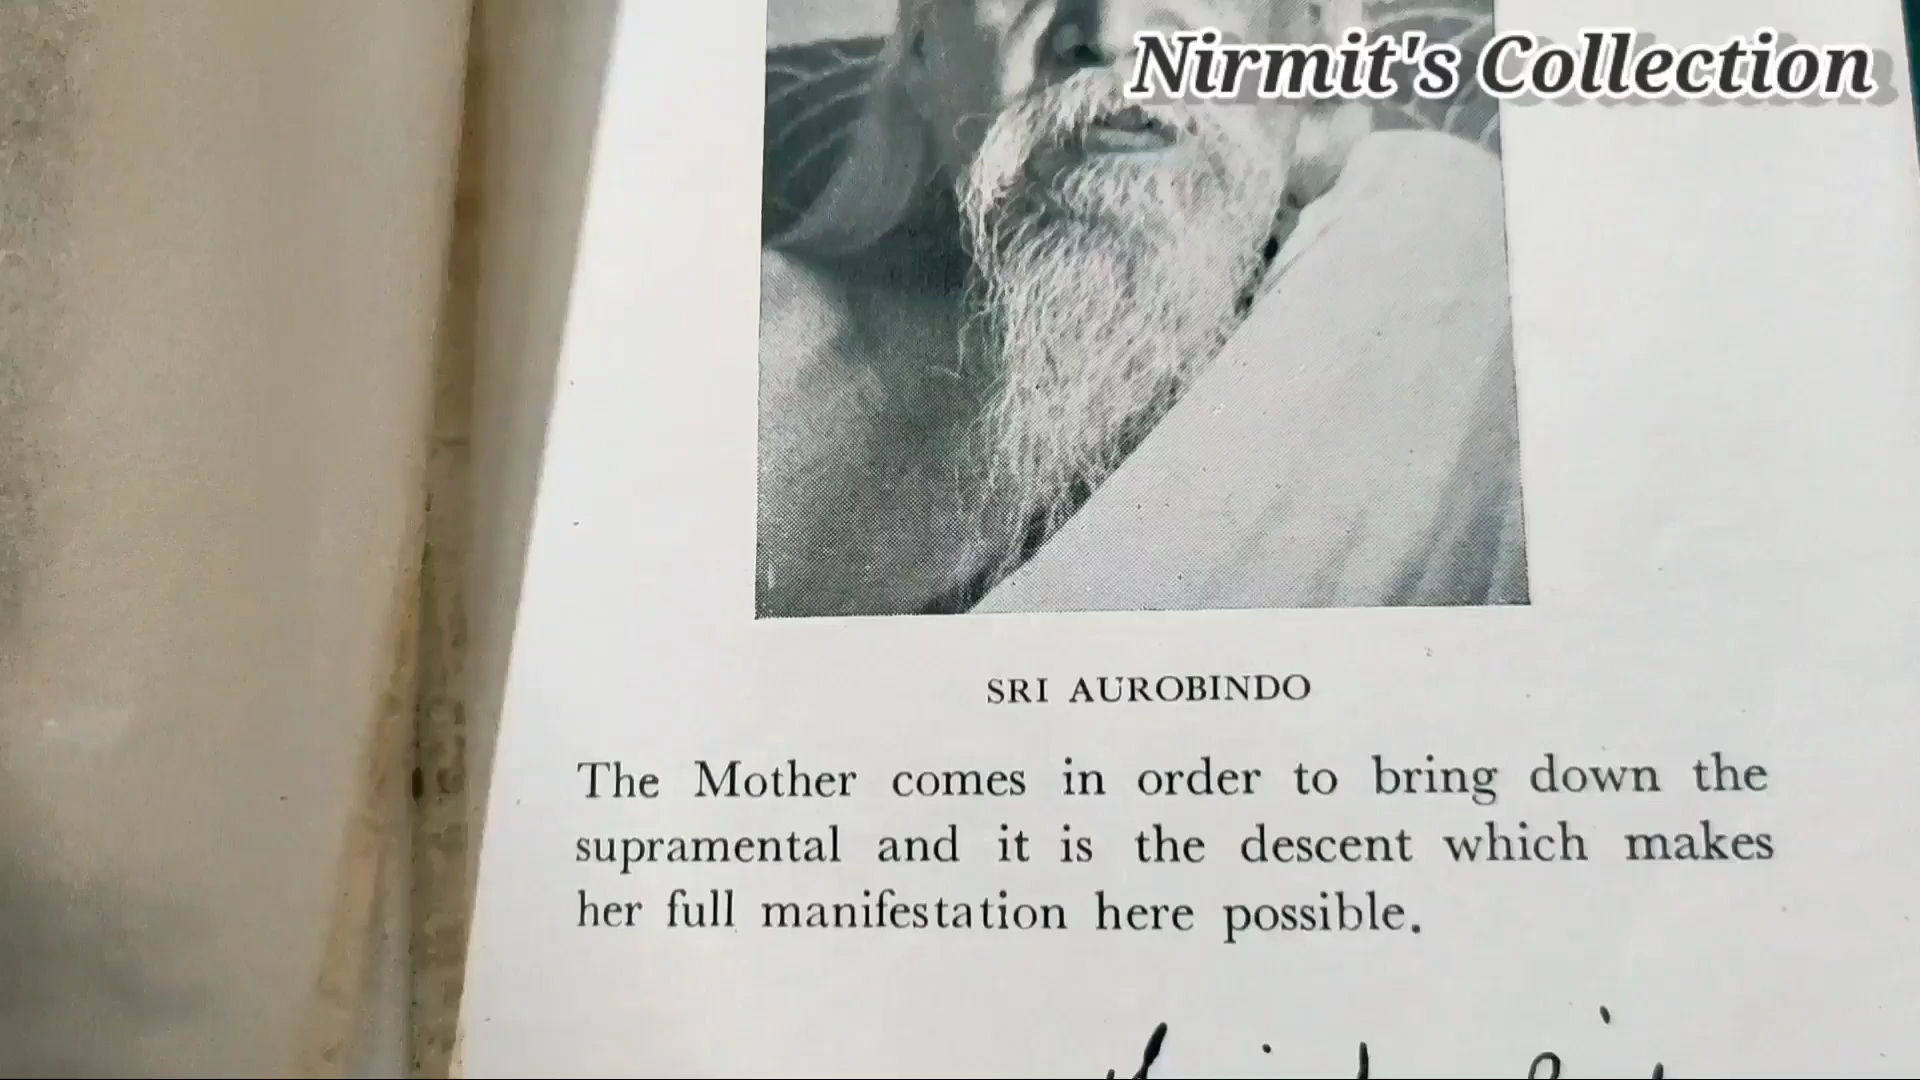 Nirmit's Collection
SRI AUROBINDO
The Mother comes in order to bring down the
supramental and it is the descent which makes
her full manifestation here possible.